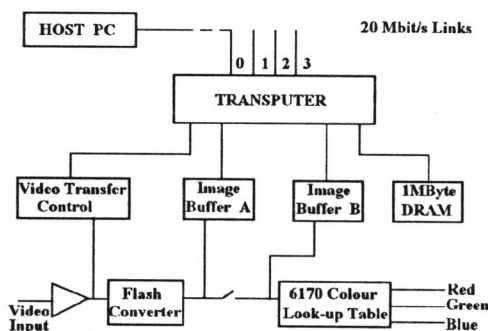 HOST PC
20 Mbit/s Links
0 1 2 3
TRANSPUTER
Video Transfer
Control
Image
Buffer A
Image
Buffer B
1MByte
DRAM
Video
Input
Flash
Converter
6170 Colour
Look-up Table
Red
Green
Blue